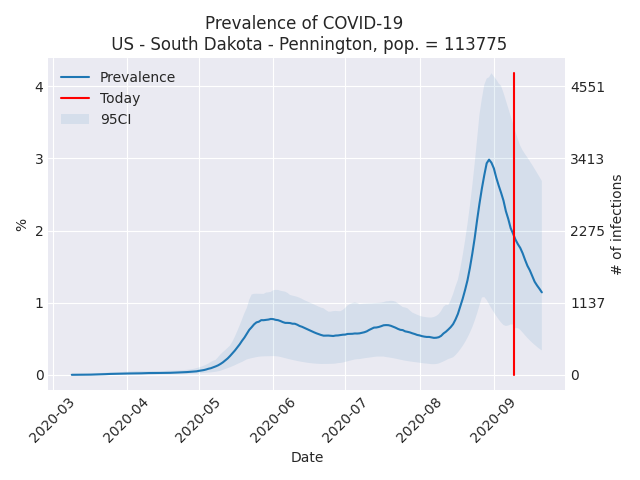 Prevalence of COVID-19
US - South Dakota - Pennington, pop. = 113775
Prevalence
Today
95CI
4
3
2
1
0
%
4551
3413
2275
1137
0
# of infections
2020-03
2020-04
2020-05
2020-06
2020-07
2020-08
2020-09
Date